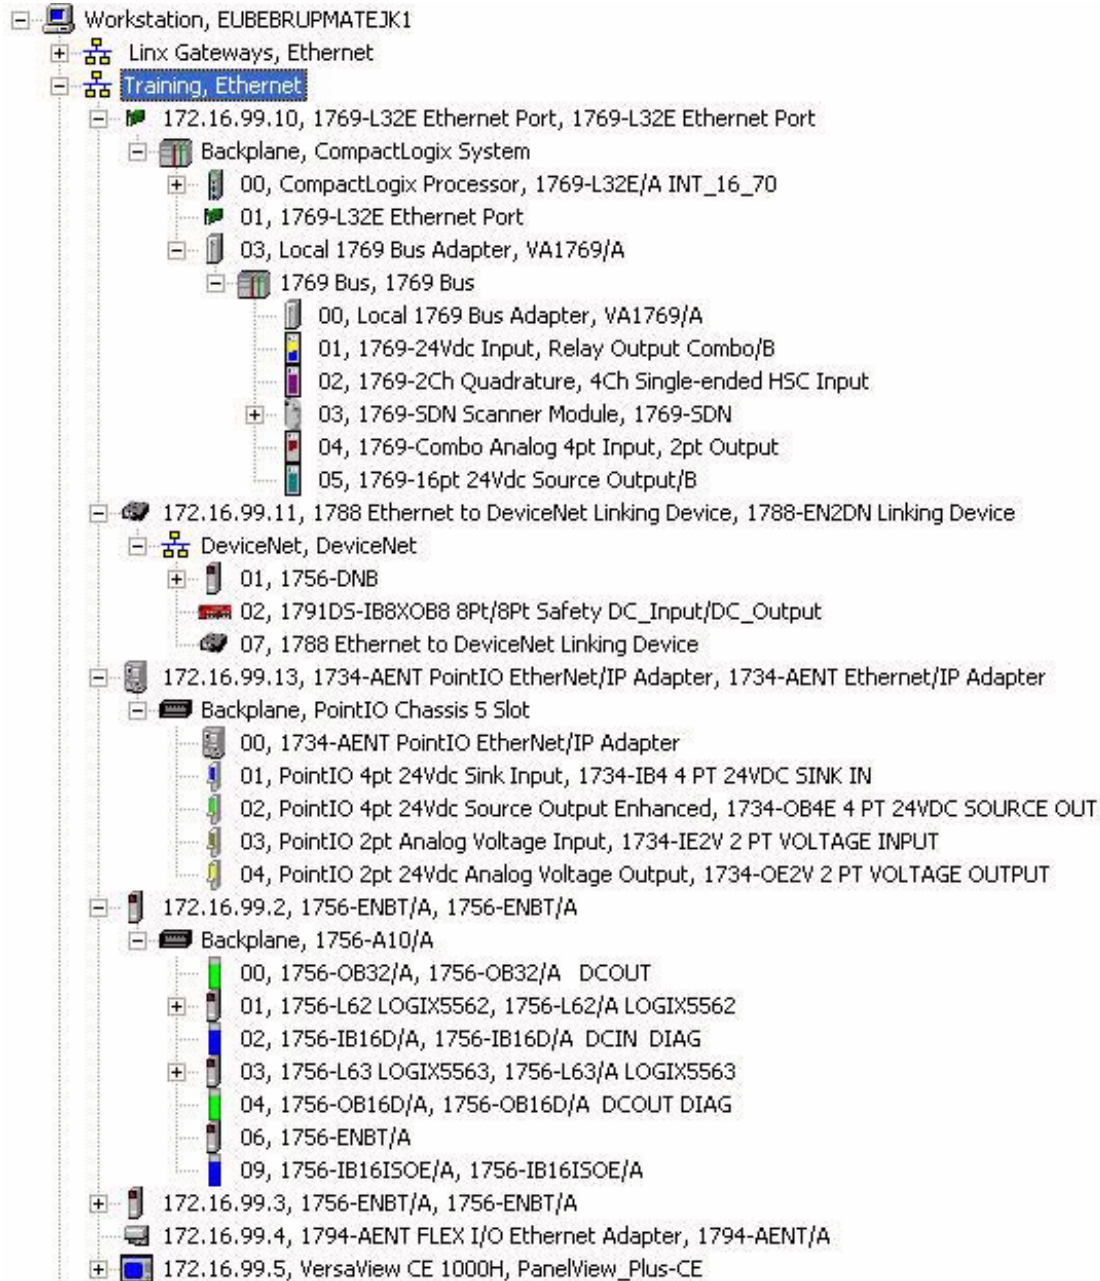 Workstation, EUBEBRUPMATEJK1
Linx Gateways, Ethernet
Training, Ethernet
172.16.99.10, 1769-L32E Ethernet Port, 1769-L32E Ethernet Port
Backplane, CompactLogix System
00, CompactLogix Processor, 1769-L32E/A INT_16_70
01, 1769-L32E Ethernet Port
03, Local 1769 Bus Adapter, VA1769/A
1769 Bus, 1769 Bus
00, Local 1769 Bus Adapter, VA1769/A
01, 1769-24Vdc Input, Relay Output Combo/B
02, 1769-2Ch Quadrature, 4Ch Single-ended HSC Input
03, 1769-SDN Scanner Module, 1769-SDN
04, 1769-Combo Analog 4pt Input, 2pt Output
05, 1769-16pt 24Vdc Source Output/B
172.16.99.11, 1788 Ethernet to DeviceNet Linking Device, 1788-EN2DN Linking Device
DeviceNet, DeviceNet
01, 1756-DNB
02, 1791DS-IB8XOB8 8Pt/8Pt Safety DC_Input/DC_Output
07, 1788 Ethernet to DeviceNet Linking Device
172.16.99.13, 1734-AENT PointIO EtherNet/IP Adapter, 1734-AENT Ethernet/IP Adapter
Backplane, PointIO Chassis 5 Slot
00, 1734-AENT PointIO EtherNet/IP Adapter
01, PointIO 4pt 24Vdc Sink Input, 1734-IB4 4 PT 24VDC SINK IN
02, PointIO 4pt 24Vdc Source Output Enhanced, 1734-OB4E 4 PT 24VDC SOURCE OUT
03, PointIO 2pt Analog Voltage Input, 1734-IE2V 2 PT VOLTAGE INPUT
04, PointIO 2pt 24Vdc Analog Voltage Output, 1734-OE2V 2 PT VOLTAGE OUTPUT
172.16.99.2, 1756-ENBT/A, 1756-ENBT/A
Backplane, 1756-A10/A
00, 1756-OB32/A, 1756-OB32/A DCOUT
01, 1756-L62 LOGIX5562, 1756-L62/A LOGIX5562
02, 1756-IB16D/A, 1756-IB16D/A DCIN DIAG
03, 1756-L63 LOGIX5563, 1756-L63/A LOGIX5563
04, 1756-OB16D/A, 1756-OB16D/A DCOUT DIAG
06, 1756-ENBT/A
09, 1756-IB16ISOE/A, 1756-IB16ISOE/A
172.16.99.3, 1756-ENBT/A, 1756-ENBT/A
172.16.99.4, 1794-AENT FLEX I/O Ethernet Adapter, 1794-AENT/A
172.16.99.5, VersaView CE 1000H, PanelView_Plus-CE